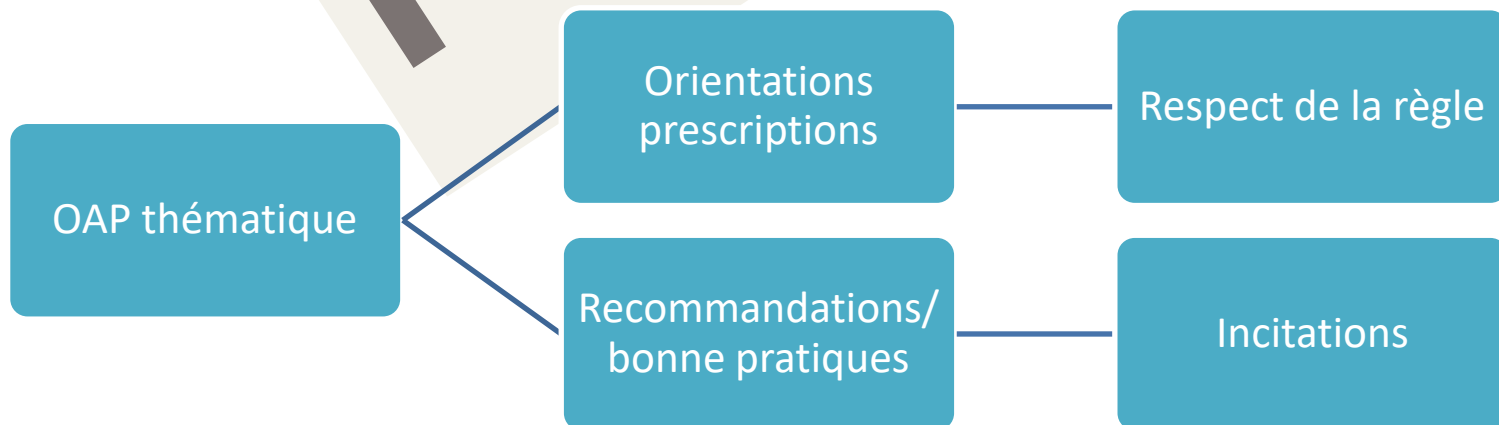 OAP thématique
Orientations
prescriptions
Respect de la règle
Recommandations/
bonne pratiques
Incitations